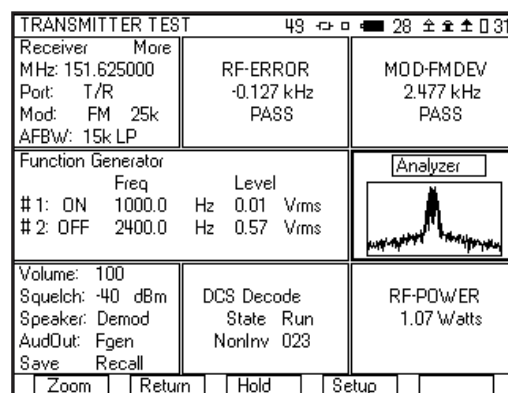 TRANSMITTER TEST 49 28 31
Receiver More
MHz: 151.625000
Port: T/R
Mod: FM 25k
AFBW: 15k LP
RF-ERROR
-0.127 kHz
PASS
MOD-FMDEV
2.477 kHz
PASS
Function Generator
Freq Level
#1: ON 1000.0 Hz 0.01 Vrms
#2: OFF 2400.0 Hz 0.57 Vrms
Analyzer
Volume: 100
Squelch: -40 dBm
Speaker: Demod
AudOut: Fgen
Save Recall
DCS Decode
State Run
NonInv 023
RF-POWER
1.07 Watts
Zoom Return Hold Setup